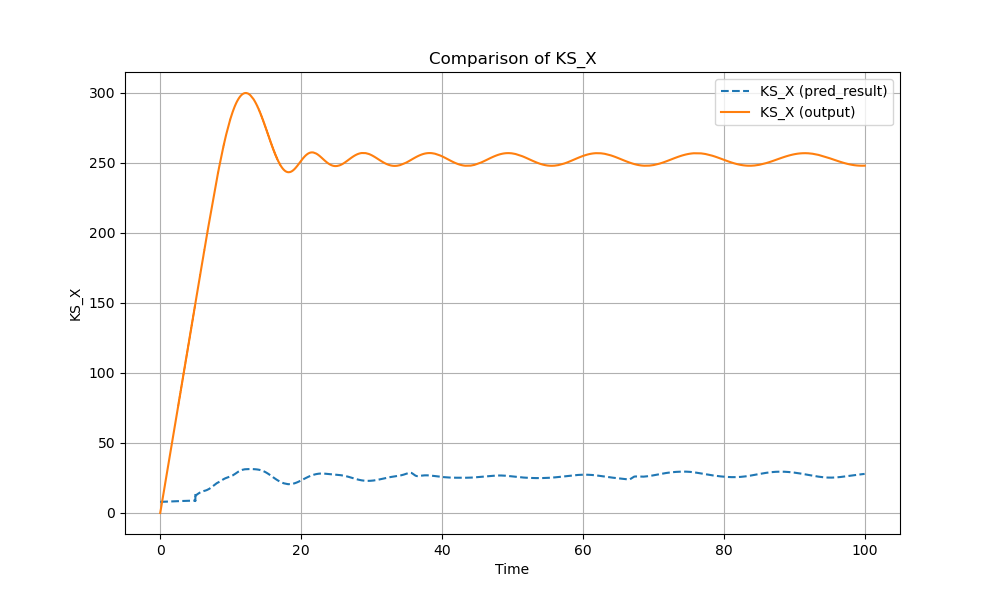 Comparison of KS_X
KS_X (pred_result)
KS_X (output)
300
250
200
150
100
50
0
KS_X
0 20 40 60 80 100
Time